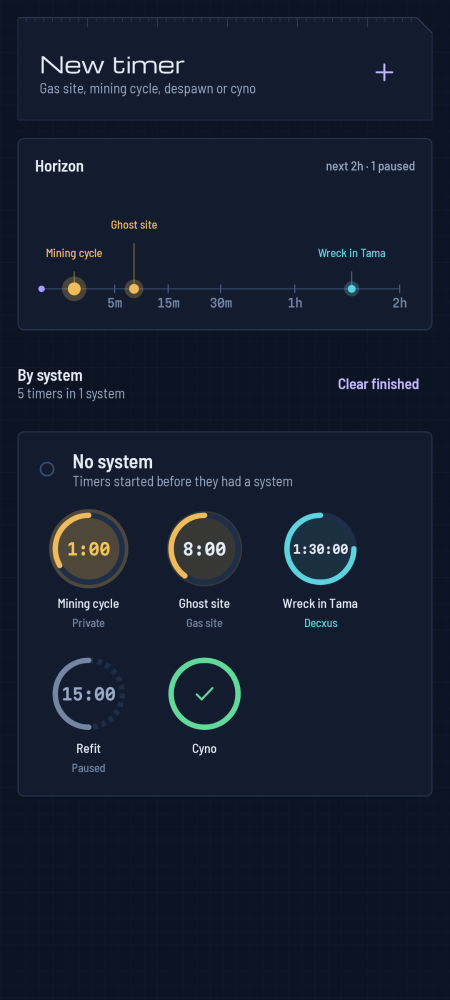 New timer
Gas site, mining cycle, despawn or cyno
Horizon
next 2h · 1 paused
Ghost site
Mining cycle
Wreck in Tama
5m
15m
30m
1h
2h
By system
5 timers in 1 system
Clear finished
No system
Timers started before they had a system
1:00
8:00
1:30:00
Mining cycle
Ghost site
Wreck in Tama
Private
Gas site
Decxus
15:00
Refit
Cyno
Paused